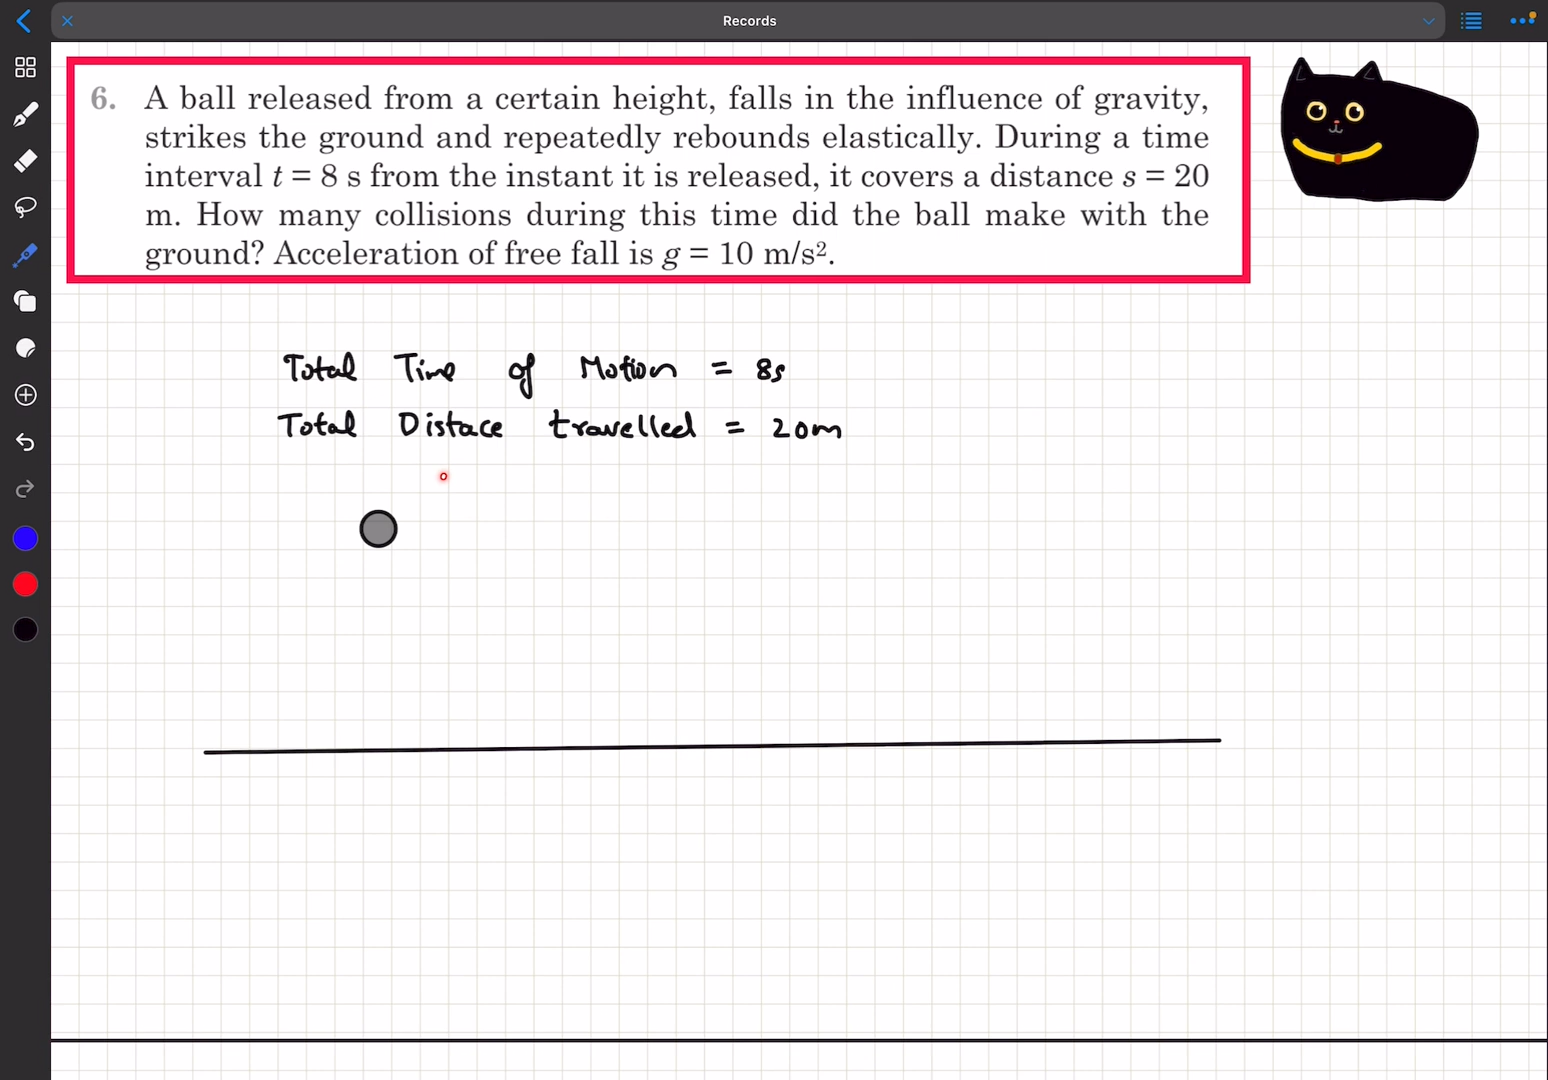 Records
6. A ball released from a certain height, falls in the influence of gravity,
strikes the ground and repeatedly rebounds elastically. During a time
interval t = 8 s from the instant it is released, it covers a distance s = 20
m. How many collisions during this time did the ball make with the
ground? Acceleration of free fall is g = 10 m/s².
Total Time of Motion = 8s
Total Distace travelled = 20m